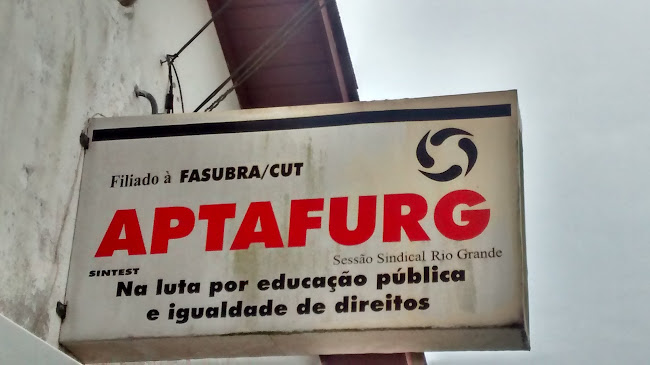 Filiado à FASUBRA/CUT
APTAFURG
Sessão Sindical Rio Grande
SINTEST
Na luta por educação pública
e igualdade de direitos